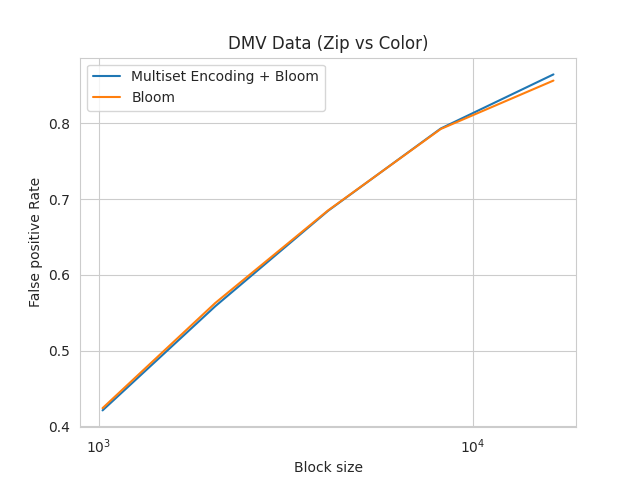 DMV Data (Zip vs Color)
Multiset Encoding + Bloom
Bloom
False positive Rate
0.8
0.7
0.6
0.5
0.4
10³
10⁴
Block size